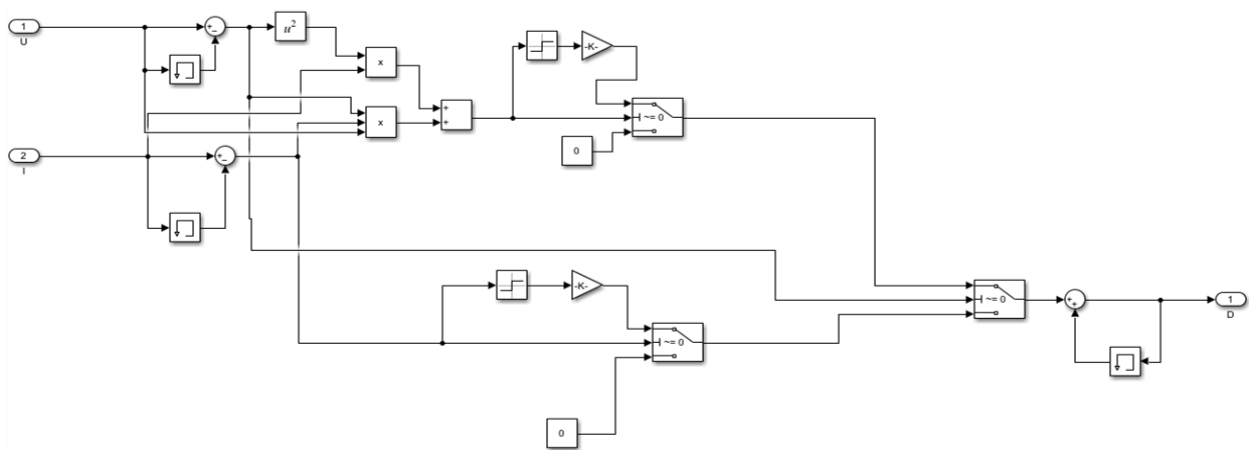 1
U
+
−
u²
x
x
+
+
-K-
~= 0
0
2
I
+
−
-K-
~= 0
0
~= 0
+
+
1
D